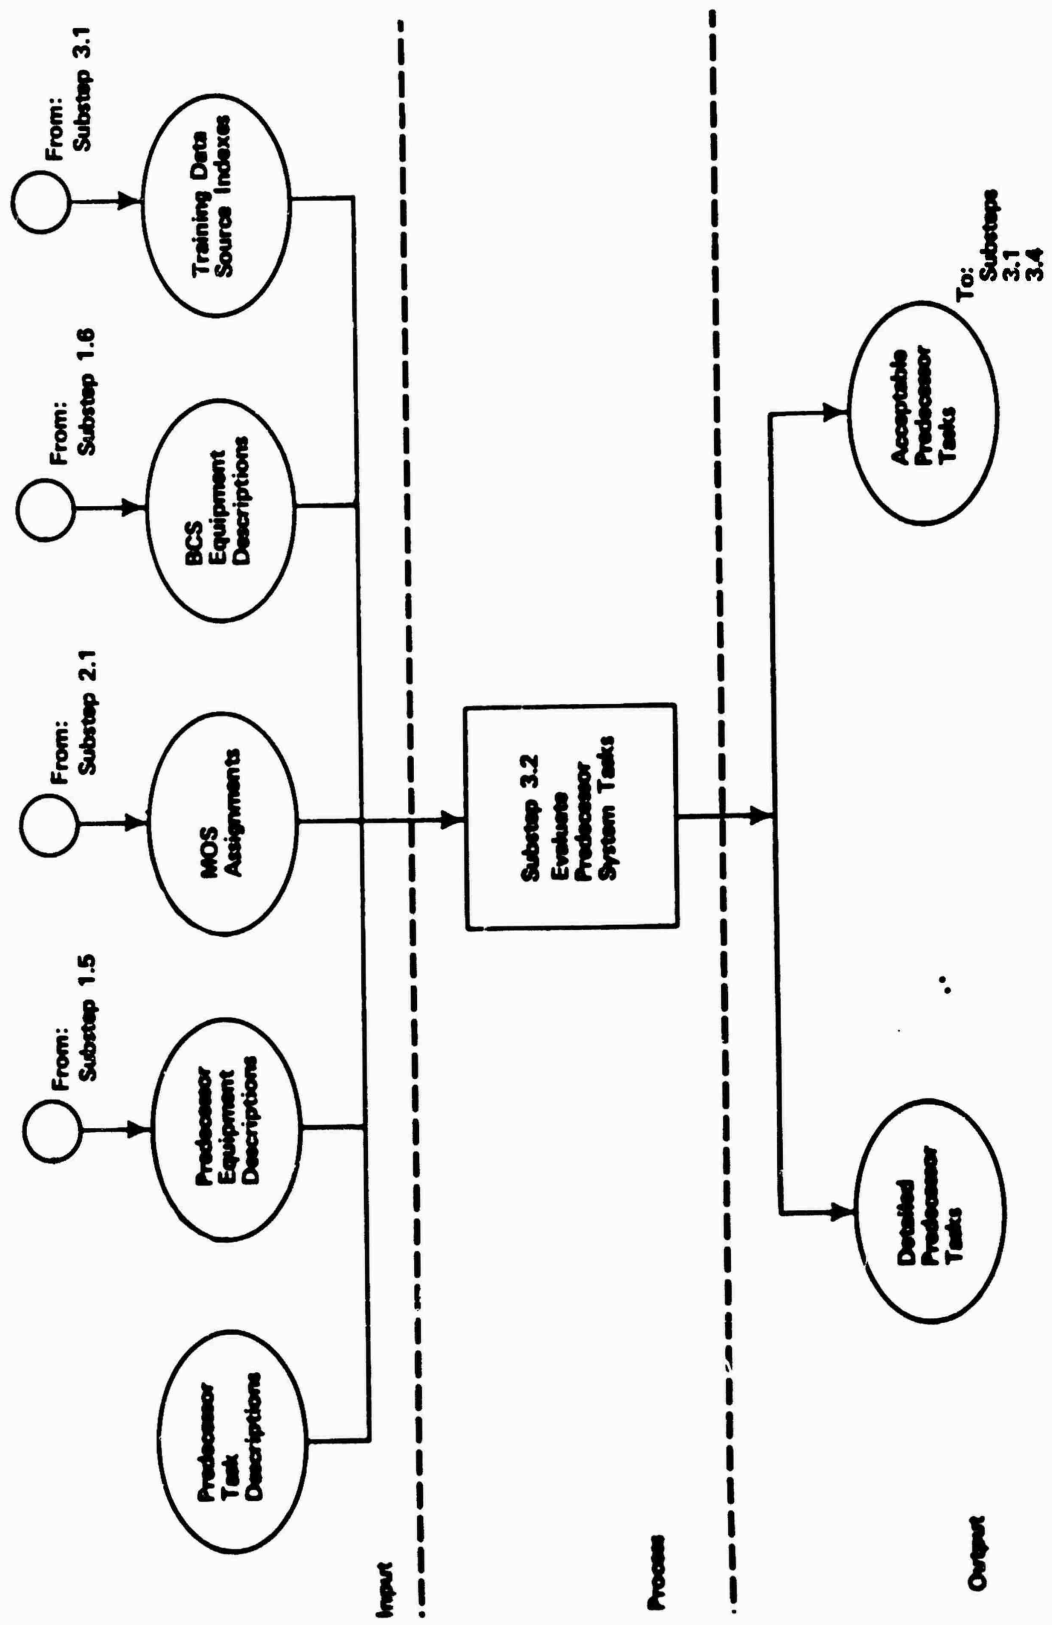 From:
Substep 1.5
From:
Substep 2.1
From:
Substep 1.6
From:
Substep 3.1
Predecessor
Task
Descriptions
Predecessor
Equipment
Descriptions
MOS
Assignments
BCS
Equipment
Descriptions
Training Data
Source Indexes
Input
Substep 3.2
Evaluate
Predecessor
System Tasks
Process
Detailed
Predecessor
Tasks
Acceptable
Predecessor
Tasks
To:
Substeps
3.1
3.4
Output